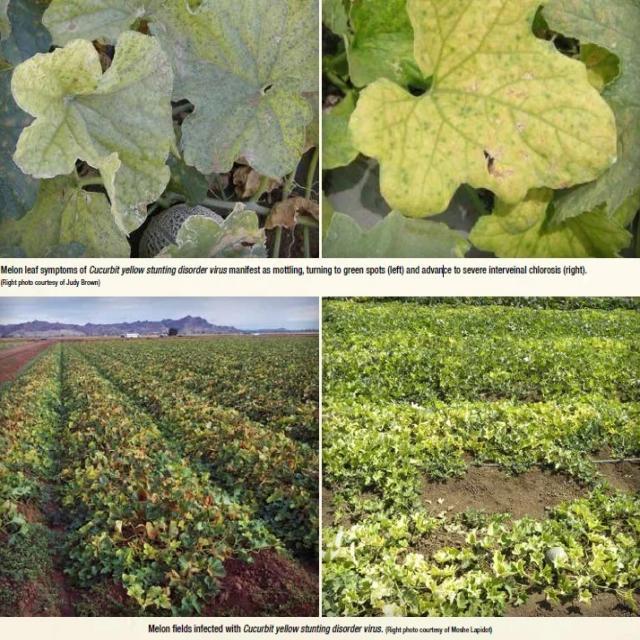 Melon leaf symptoms of Cucurbit yellow stunting disorder virus manifest as mottling, turning to green spots (left) and advance to severe interveinal chlorosis (right).
(Right photo courtesy of Judy Brown)
Melon fields infected with Cucurbit yellow stunting disorder virus. (Right photo courtesy of Moshe Lapidot)